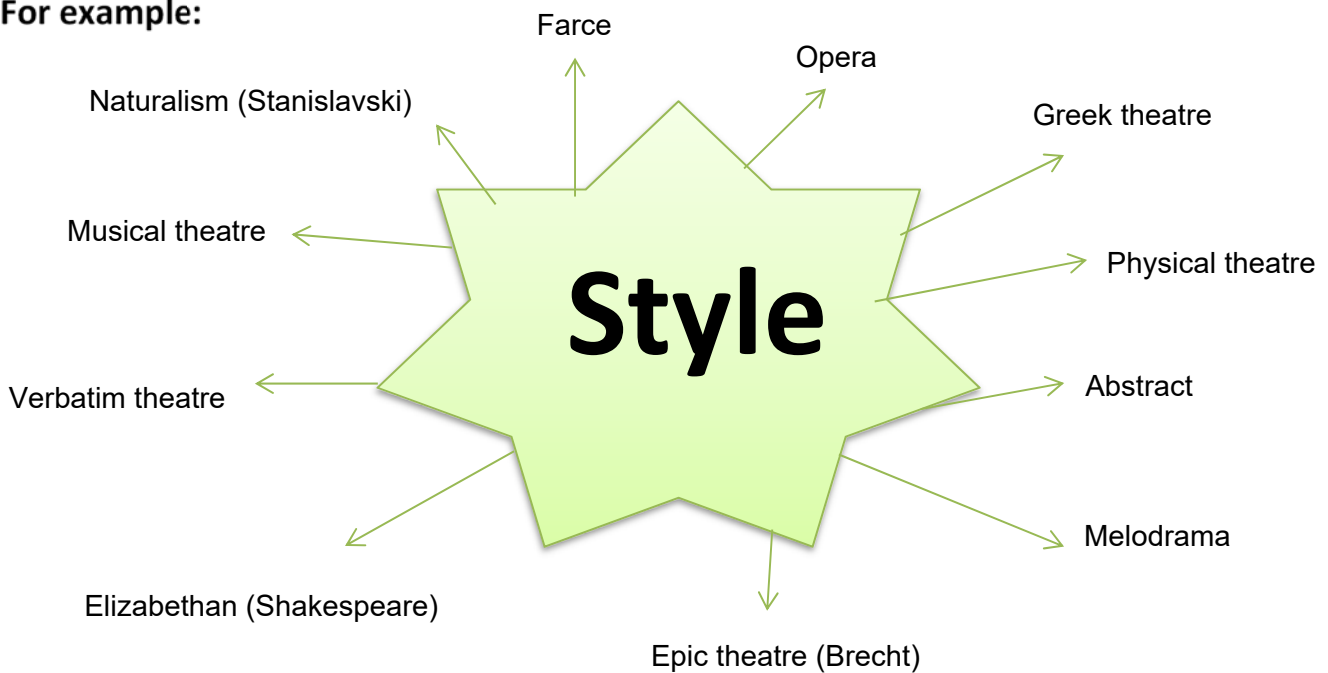 For example:
Farce
Opera
Naturalism (Stanislavski)
Greek theatre
Musical theatre
Physical theatre
Style
Abstract
Verbatim theatre
Melodrama
Elizabethan (Shakespeare)
Epic theatre (Brecht)